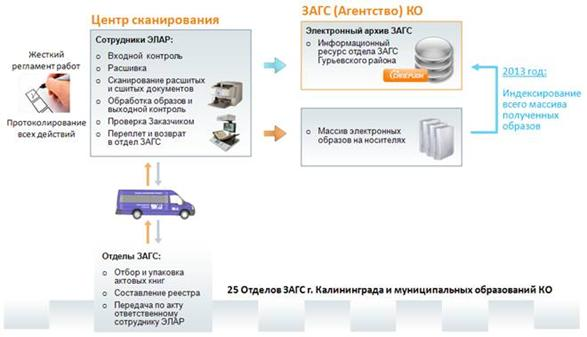 Центр сканирования
ЗАГС (Агентство) КО
Жесткий
регламент работ
Протоколирование
всех действий
Сотрудники ЭЛАР:
Входной контроль
Расшивка
Сканирование расшитых
и сшитых документов
Обработка образов и
выходной контроль
Проверка Заказчиком
Переплет и возврат
в отдел ЗАГС
Электронный архив ЗАГС
Информационный
ресурс отдела ЗАГС
Гурьевского района
Массив электронных
образов на носителях
2013 год:
Индексирование
всего массива
полученных
образов
Отделы ЗАГС:
Отбор и упаковка
актовых книг
Составление реестра
Передача по акту
ответственному
сотруднику ЭЛАР
25 Отделов ЗАГС г. Калининграда и муниципальных образований КО